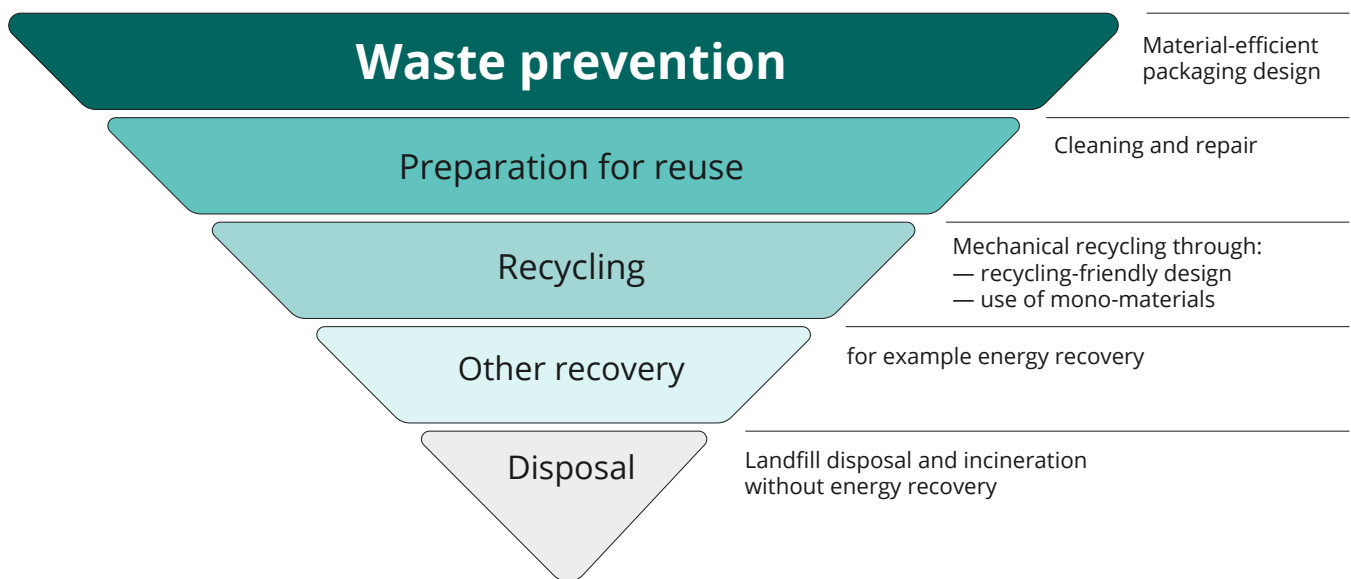 Waste prevention
Material-efficient
packaging design
Preparation for reuse
Cleaning and repair
Recycling
Mechanical recycling through:
— recycling-friendly design
— use of mono-materials
Other recovery
for example energy recovery
Disposal
Landfill disposal and incineration
without energy recovery